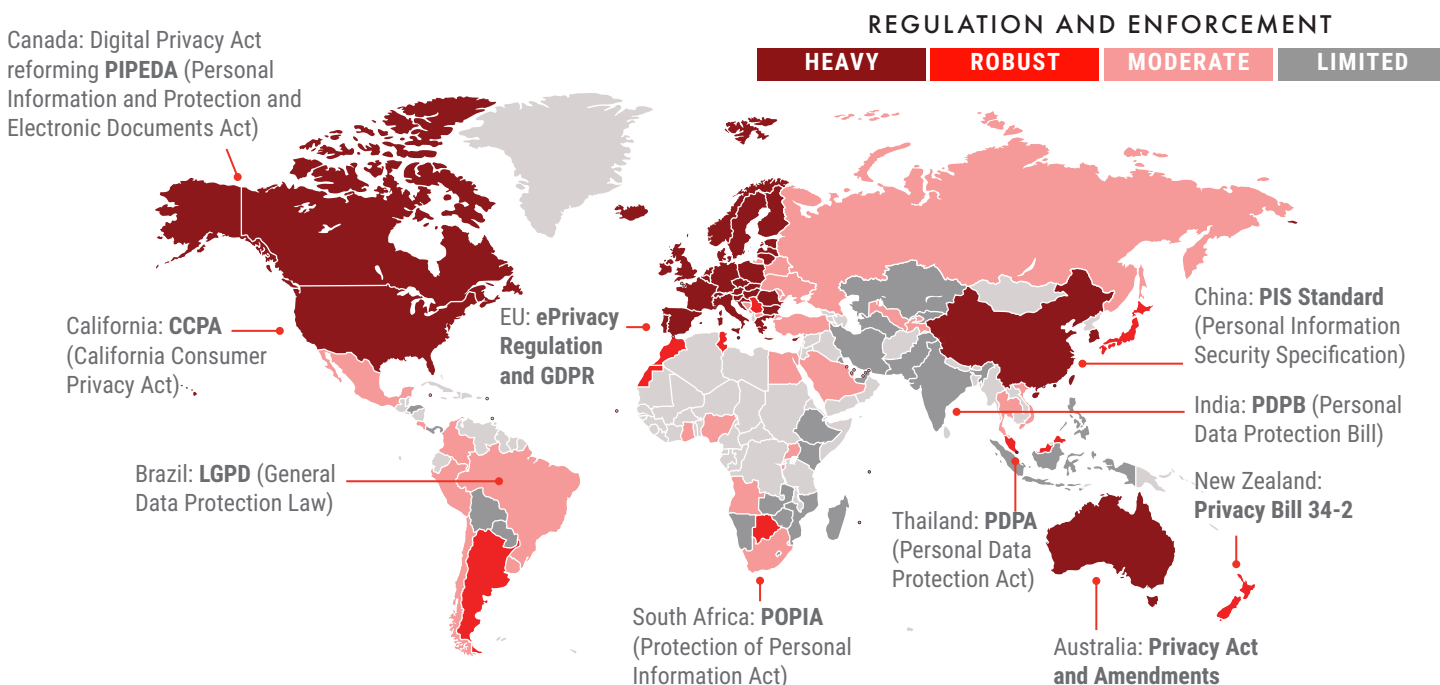 REGULATION AND ENFORCEMENT
HEAVY
ROBUST
MODERATE
LIMITED
Canada: Digital Privacy Act
reforming PIPEDA (Personal
Information and Protection and
Electronic Documents Act)
California: CCPA
(California Consumer
Privacy Act)
EU: ePrivacy
Regulation
and GDPR
China: PIS Standard
(Personal Information
Security Specification)
India: PDPB (Personal
Data Protection Bill)
Brazil: LGPD (General
Data Protection Law)
New Zealand:
Privacy Bill 34-2
Thailand: PDPA
(Personal Data
Protection Act)
South Africa: POPIA
(Protection of Personal
Information Act)
Australia: Privacy Act
and Amendments